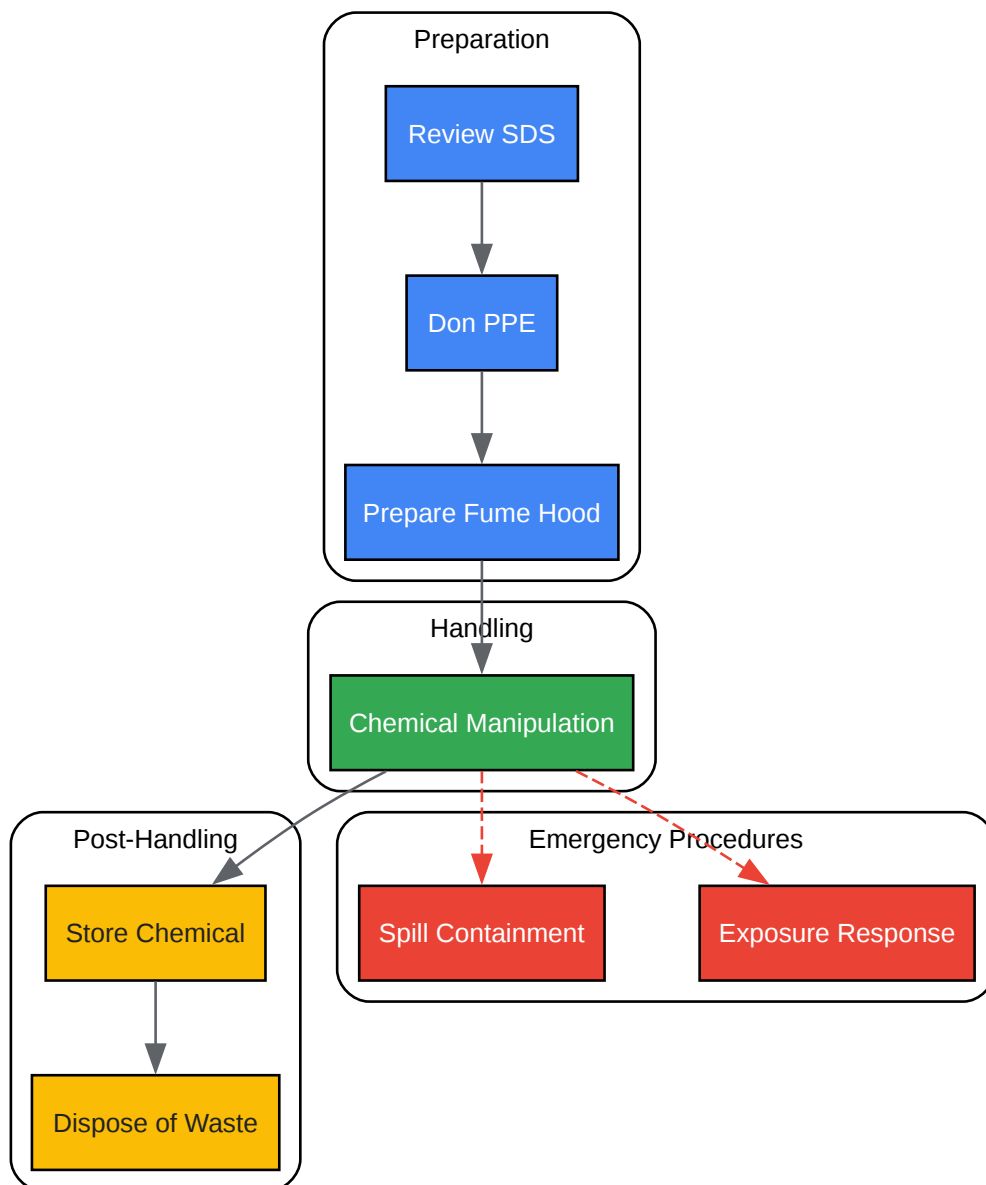 Preparation
Review SDS
Don PPE
Prepare Fume Hood
Handling
Chemical Manipulation
Post-Handling
Emergency Procedures
Store Chemical
Spill Containment
Exposure Response
Dispose of Waste